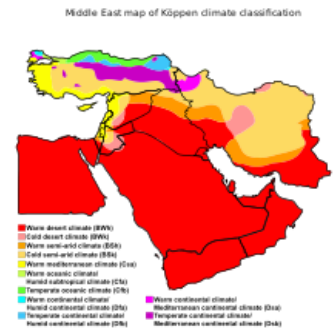 Middle East map of Köppen climate classification
Warm desert climate (BWh)
Cold desert climate (BWk)
Warm semi-arid climate (BSh)
Cold semi-arid climate (BSk)
Warm mediterranean climate (Csa)
Warm oceanic climate/
Humid subtropical climate (Cfa)
Temperate oceanic climate (Cfb)
Warm continental climate/
Humid continental climate (Dfa)
Temperate continental climate/
Humid continental climate (Dfb)
Warm continental climate/
Mediterranean continental climate (Dsa)
Temperate continental climate/
Mediterranean continental climate (Dsb)